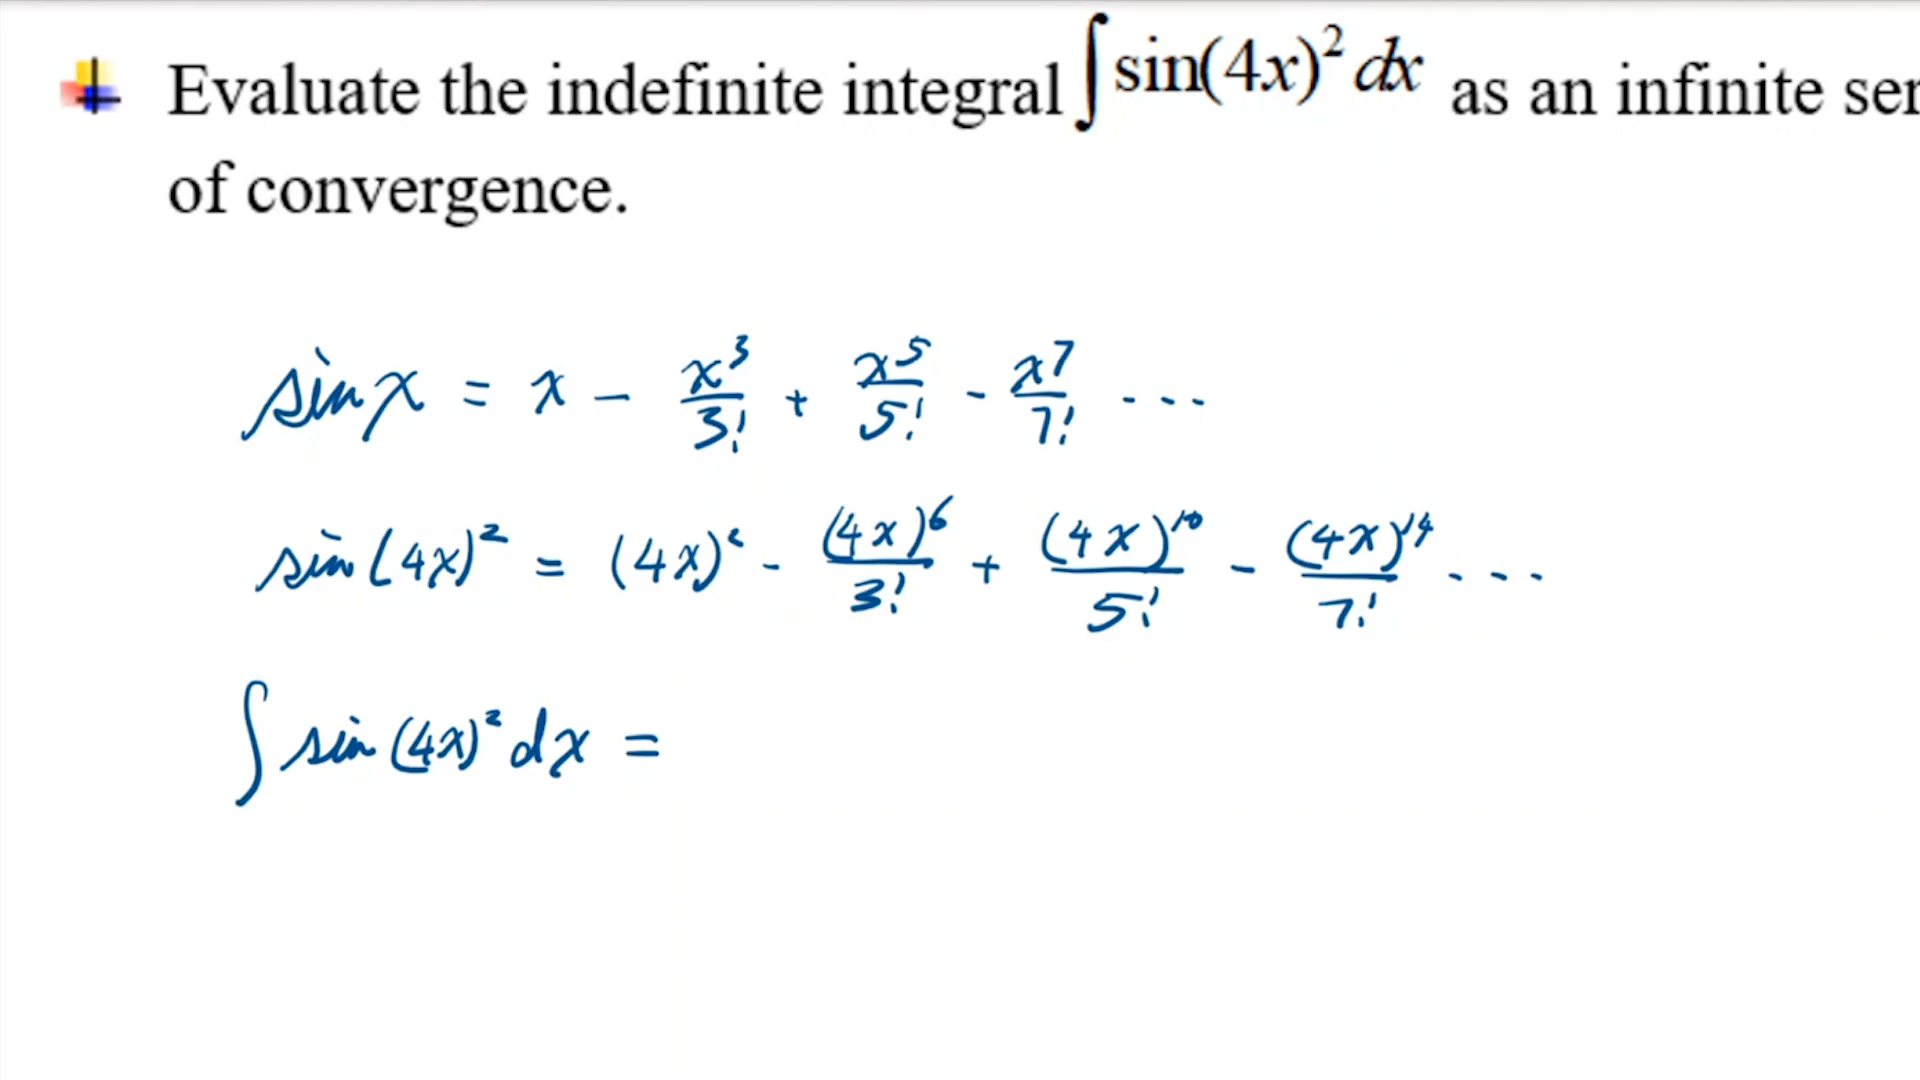 Evaluate the indefinite integral ∫ sin(4x)² dx as an infinite ser
of convergence.
sin x = x - x³/3! + x⁵/5! - x⁷/7! ...
sin(4x)² = (4x)² - (4x)⁶/3! + (4x)¹⁰/5! - (4x)¹⁴/7! ...
∫ sin(4x)² dx =